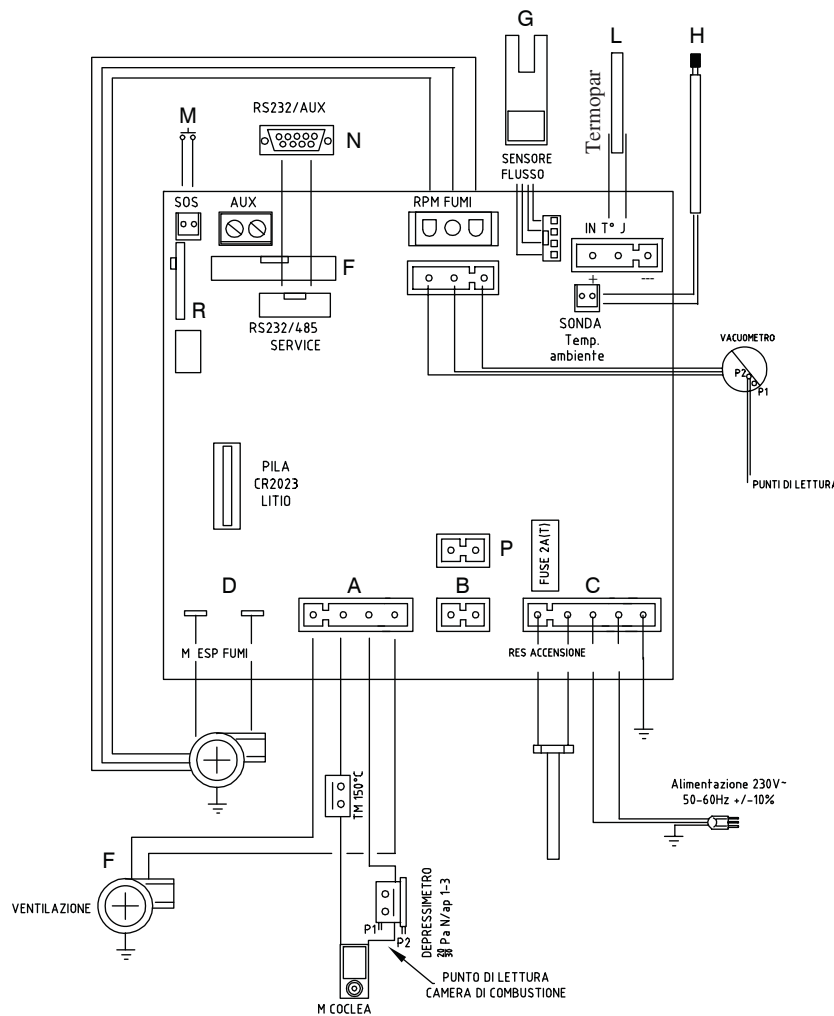 G
L
H
M
RS232/AUX
N
Termopar
SENSORE
FLUSSO
SOS
AUX
RPM FUMI
IN T° J
F
+
---
R
RS232/485
SERVICE
SONDA
Temp.
ambiente
VACUOMETRO
P2
P1
PUNTI DI LETTURA
PILA
CR2023
LITIO
P
FUSE 2A(T)
D
A
B
C
M ESP FUMI
RES ACCENSIONE
TM 150°C
Alimentazione 230V~
50-60Hz +/-10%
F
VENTILAZIONE
DEPRESSIMETRO
Pa N/ap 1-3
P1
P2
PUNTO DI LETTURA
CAMERA DI COMBUSTIONE
M COCLEA